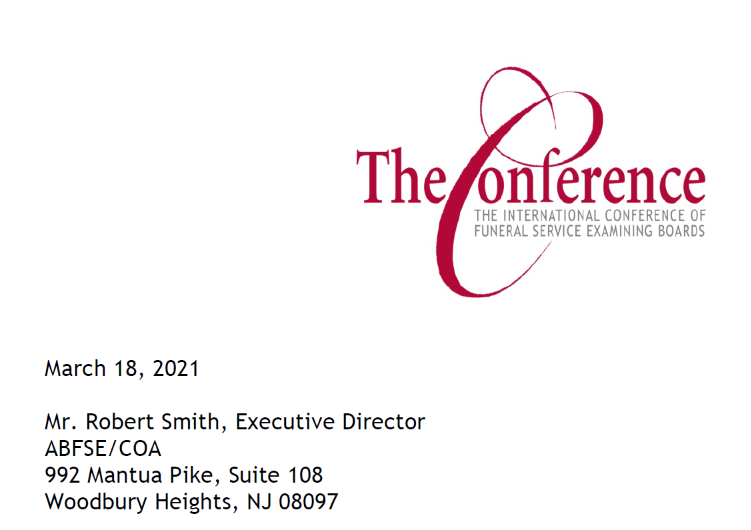 The Conference
THE INTERNATIONAL CONFERENCE OF
FUNERAL SERVICE EXAMINING BOARDS
March 18, 2021
Mr. Robert Smith, Executive Director
ABFSE/COA
992 Mantua Pike, Suite 108
Woodbury Heights, NJ 08097